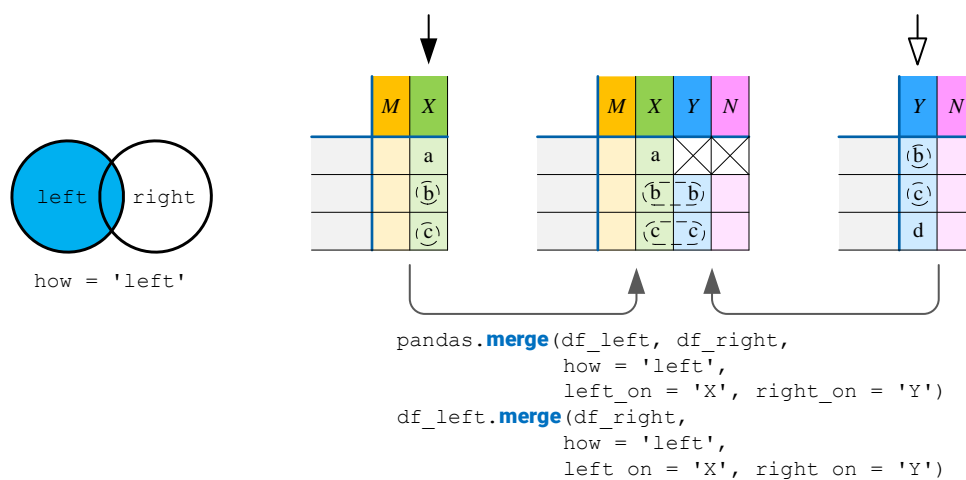 M X
M X Y N
Y N
a
a
b
b
b b
c
c
c c
d
left right
how = 'left'
pandas.merge(df_left, df_right,
how = 'left',
left_on = 'X', right_on = 'Y')
df_left.merge(df_right,
how = 'left',
left_on = 'X', right_on = 'Y')